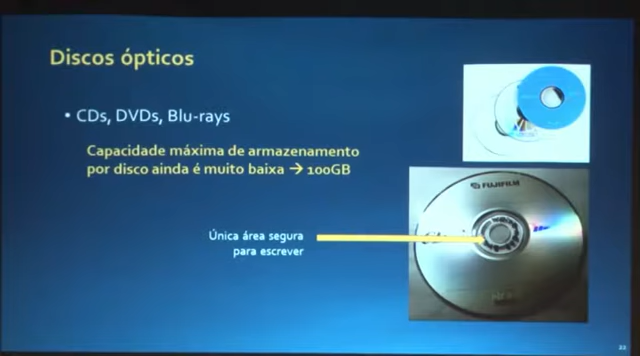 Discos ópticos
• CDs, DVDs, Blu-rays
Capacidade máxima de armazenamento
por disco ainda é muito baixa → 100GB
FUJIFILM
Única área segura
para escrever
22